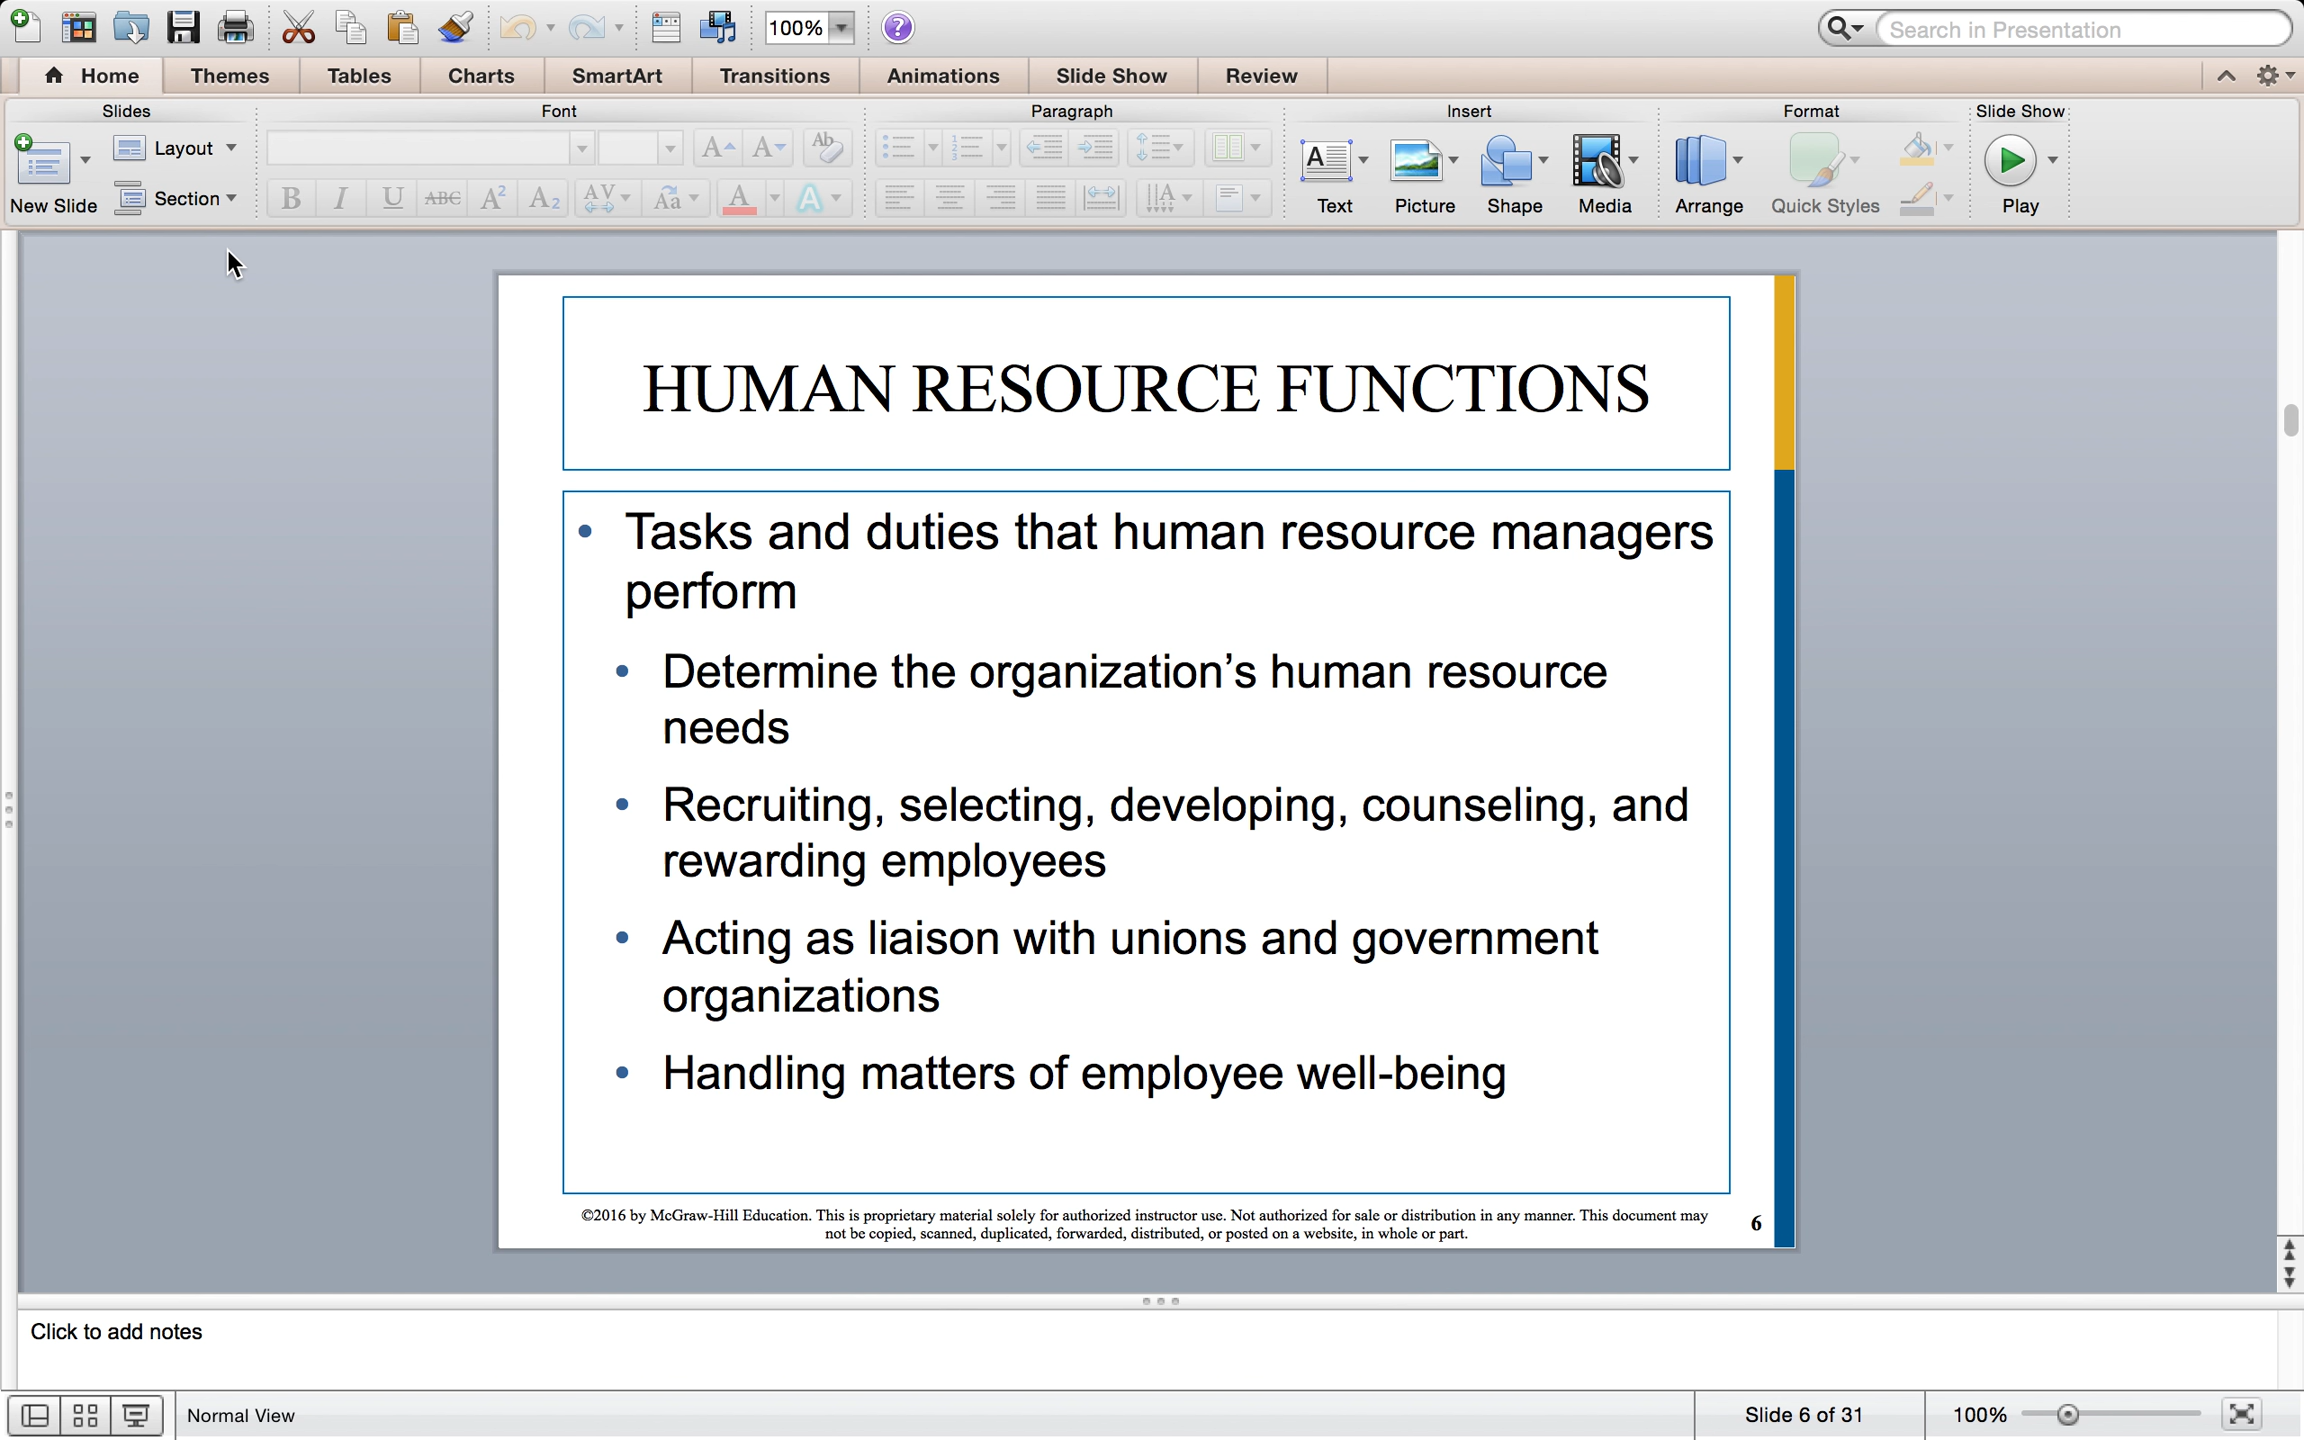 100%
Search in Presentation
Home Themes Tables Charts SmartArt Transitions Animations Slide Show Review
Slides Font Paragraph Insert Format Slide Show
Layout
New Slide Section
Text Picture Shape Media Arrange Quick Styles Play
HUMAN RESOURCE FUNCTIONS
• Tasks and duties that human resource managers
perform
• Determine the organization’s human resource
needs
• Recruiting, selecting, developing, counseling, and
rewarding employees
• Acting as liaison with unions and government
organizations
• Handling matters of employee well-being
©2016 by McGraw-Hill Education. This is proprietary material solely for authorized instructor use. Not authorized for sale or distribution in any manner. This document may
not be copied, scanned, duplicated, forwarded, distributed, or posted on a website, in whole or part.
6
Click to add notes
Normal View Slide 6 of 31 100%